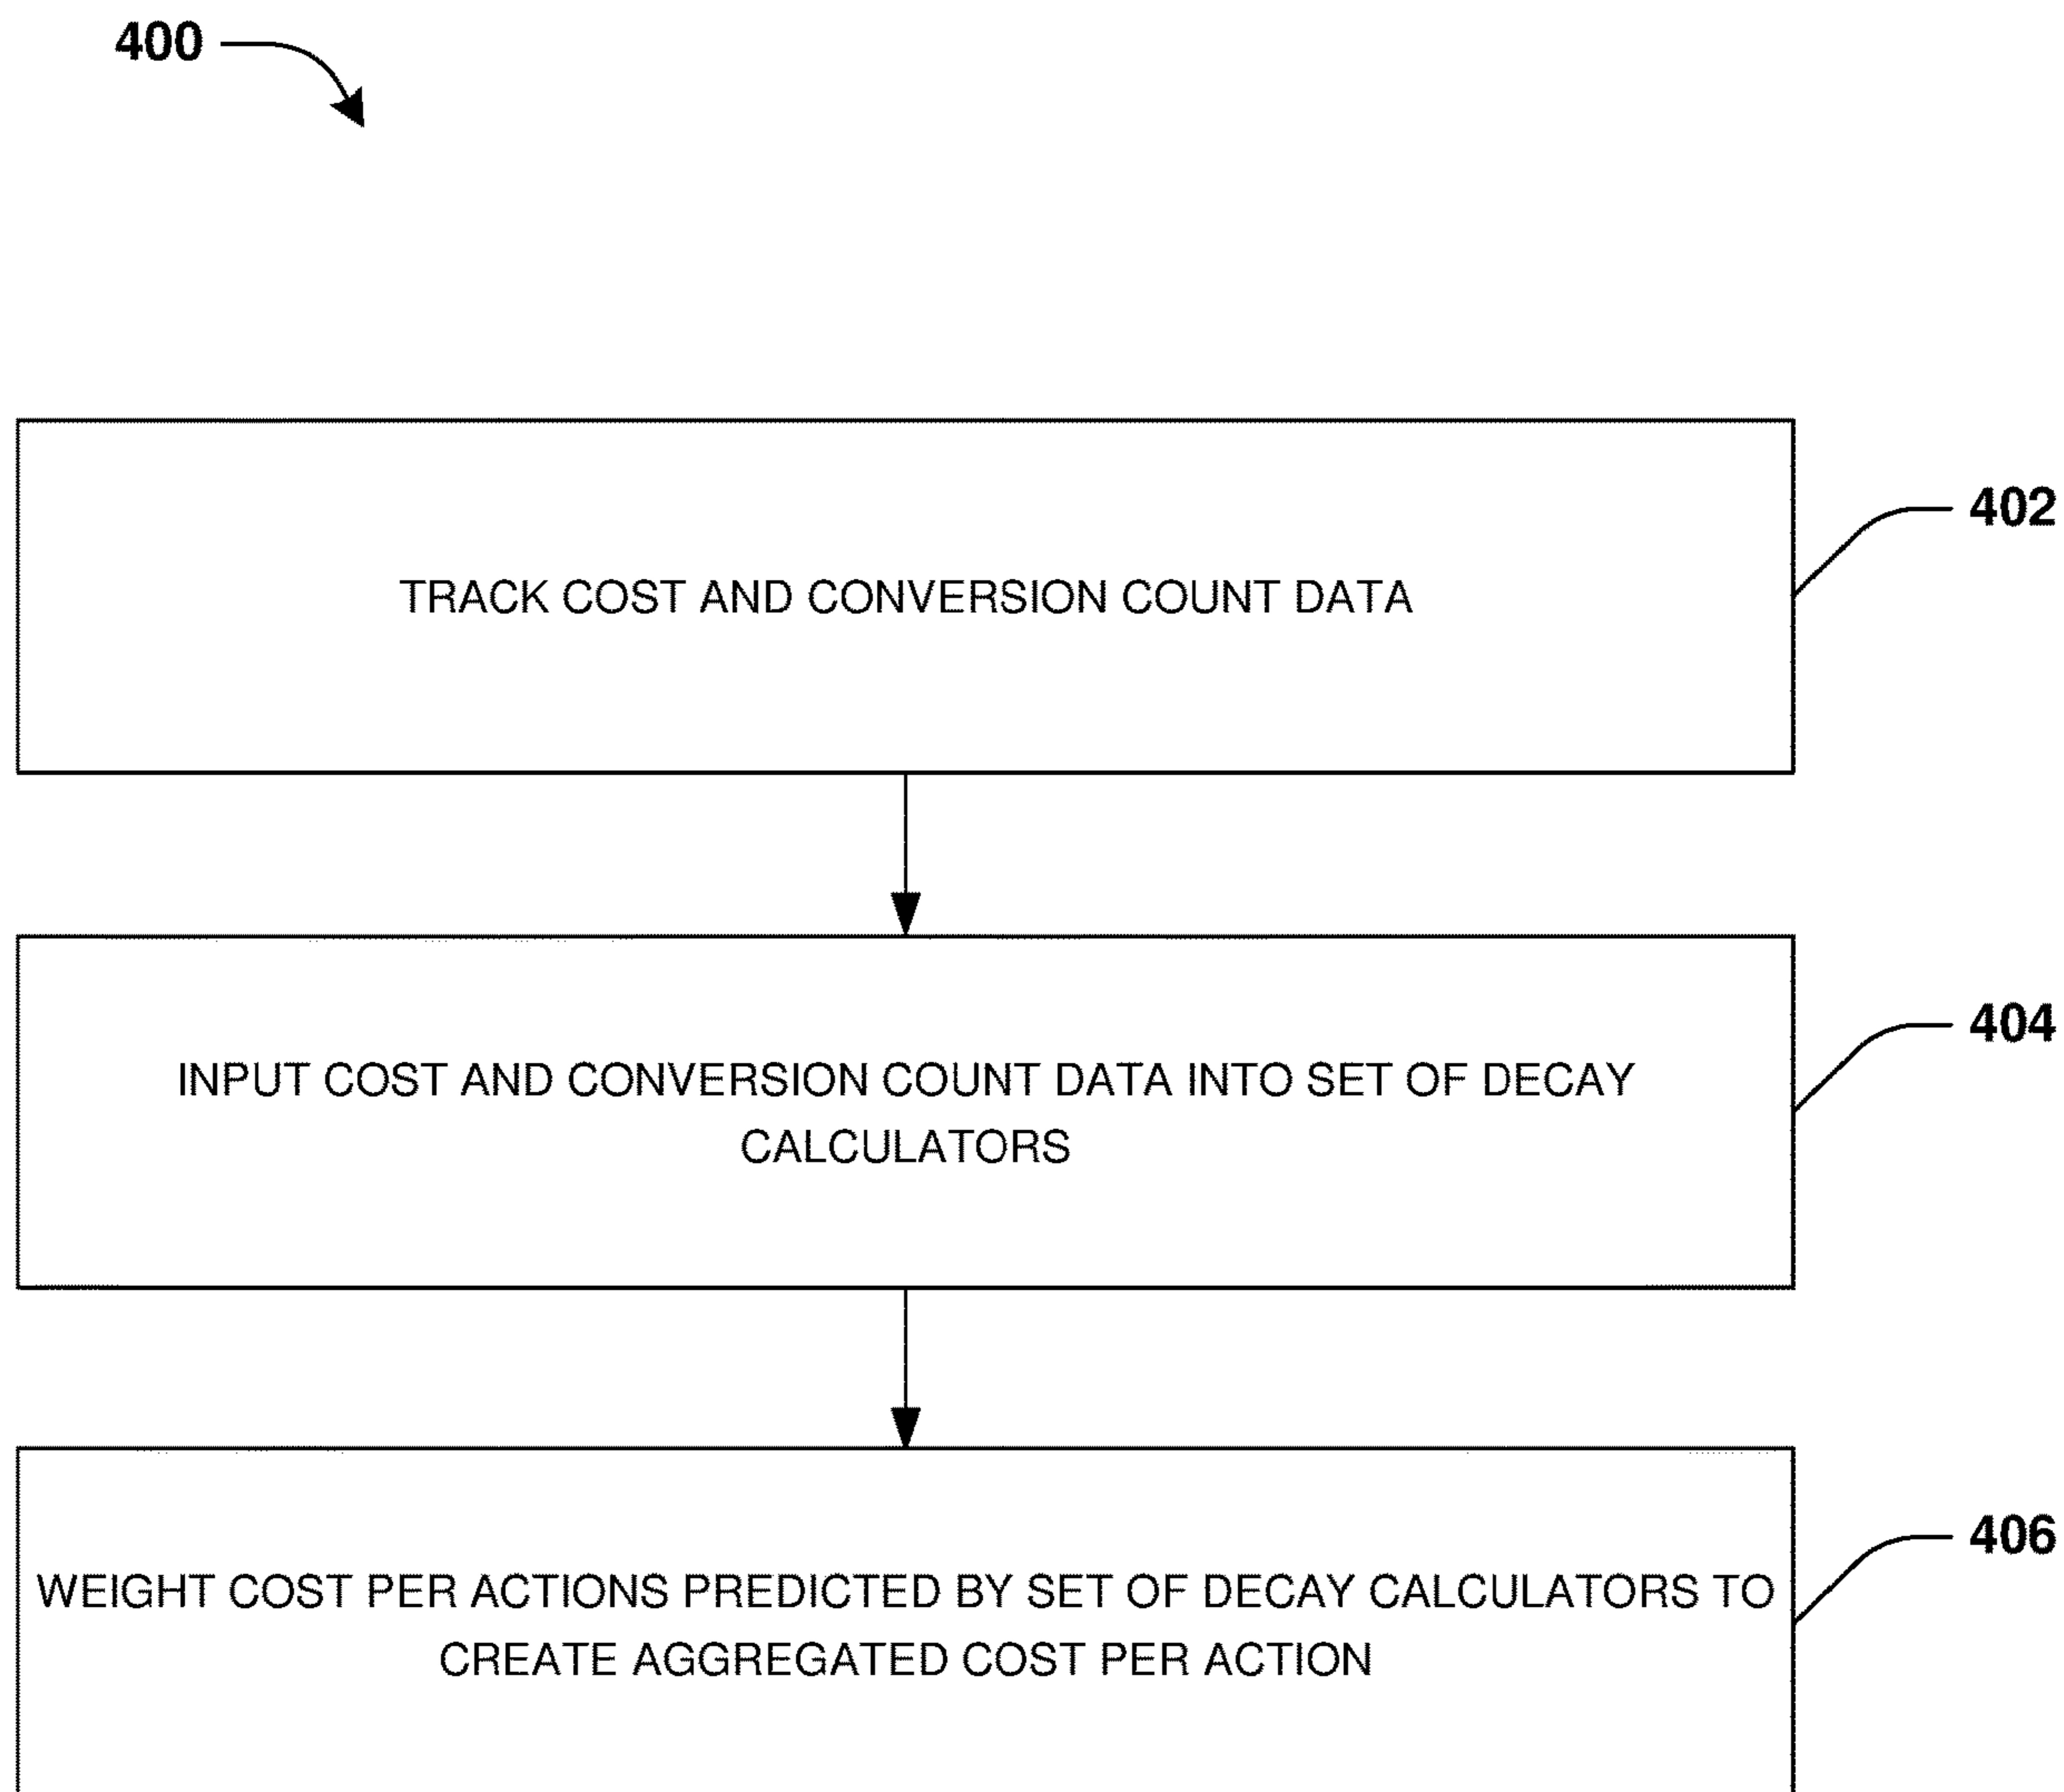 400
TRACK COST AND CONVERSION COUNT DATA
402
INPUT COST AND CONVERSION COUNT DATA INTO SET OF DECAY
CALCULATORS
404
WEIGHT COST PER ACTIONS PREDICTED BY SET OF DECAY CALCULATORS TO
CREATE AGGREGATED COST PER ACTION
406